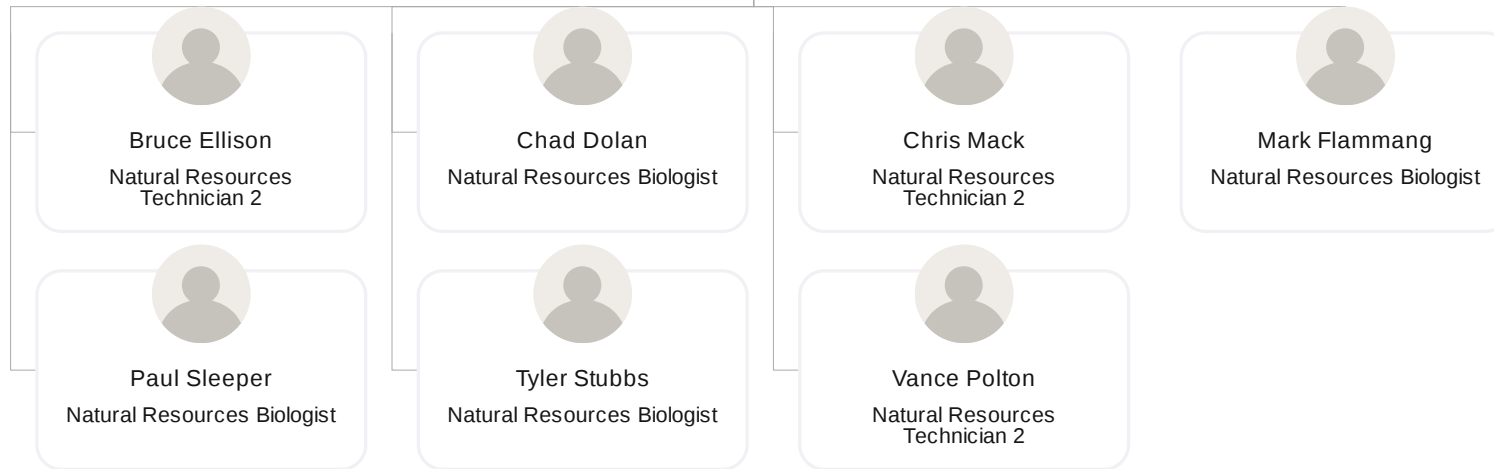 Bruce Ellison
Natural Resources
Technician 2
Chad Dolan
Natural Resources Biologist
Chris Mack
Natural Resources
Technician 2
Mark Flammang
Natural Resources Biologist
Paul Sleeper
Natural Resources Biologist
Tyler Stubbs
Natural Resources Biologist
Vance Polton
Natural Resources
Technician 2